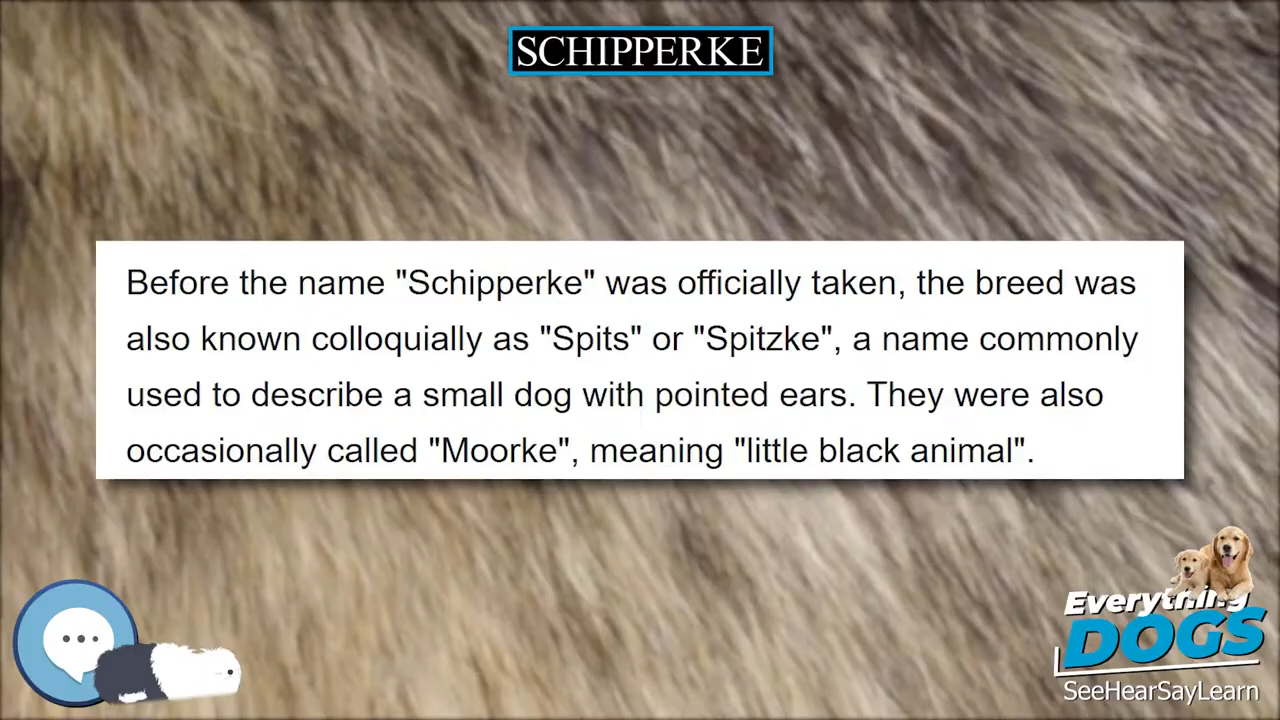 SCHIPPERKE
Before the name "Schipperke" was officially taken, the breed was
also known colloquially as "Spits" or "Spitzke", a name commonly
used to describe a small dog with pointed ears. They were also
occasionally called "Moorke", meaning "little black animal".
Everything
DOGS
SeeHearSayLearn